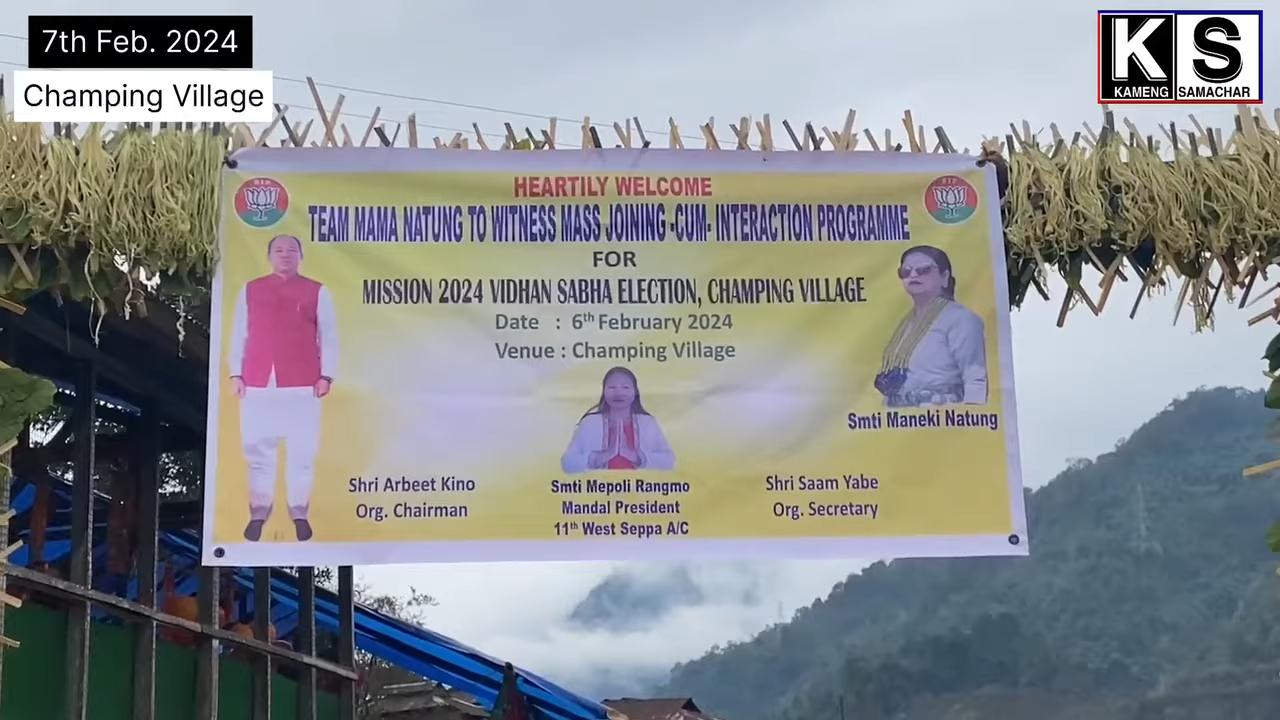 7th Feb. 2024
Champing Village
KS
KAMENG SAMACHAR
BJP
BJP
HEARTILY WELCOME
TEAM MAMA NATUNG TO WITNESS MASS JOINING -CUM- INTERACTION PROGRAMME
FOR
MISSION 2024 VIDHAN SABHA ELECTION, CHAMPING VILLAGE
Date : 6th February 2024
Venue : Champing Village
Smti Maneki Natung
Shri Arbeet Kino
Org. Chairman
Smti Mepoli Rangmo
Mandal President
11th West Seppa A/C
Shri Saam Yabe
Org. Secretary